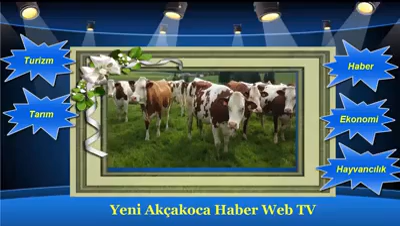 Turizm
Haber
Tarım
Ekonomi
Hayvancılık
Yeni Akçakoca Haber Web TV